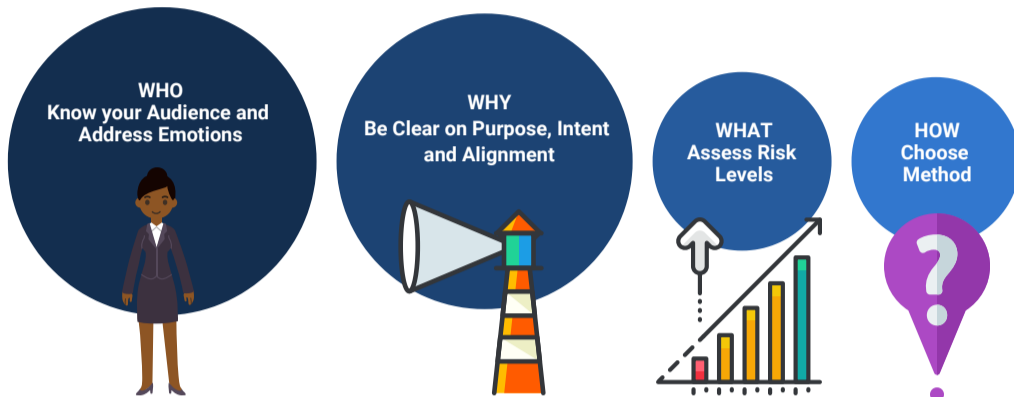 WHO
Know your Audience and
Address Emotions
WHY
Be Clear on Purpose, Intent
and Alignment
WHAT
Assess Risk
Levels
HOW
Choose
Method
?